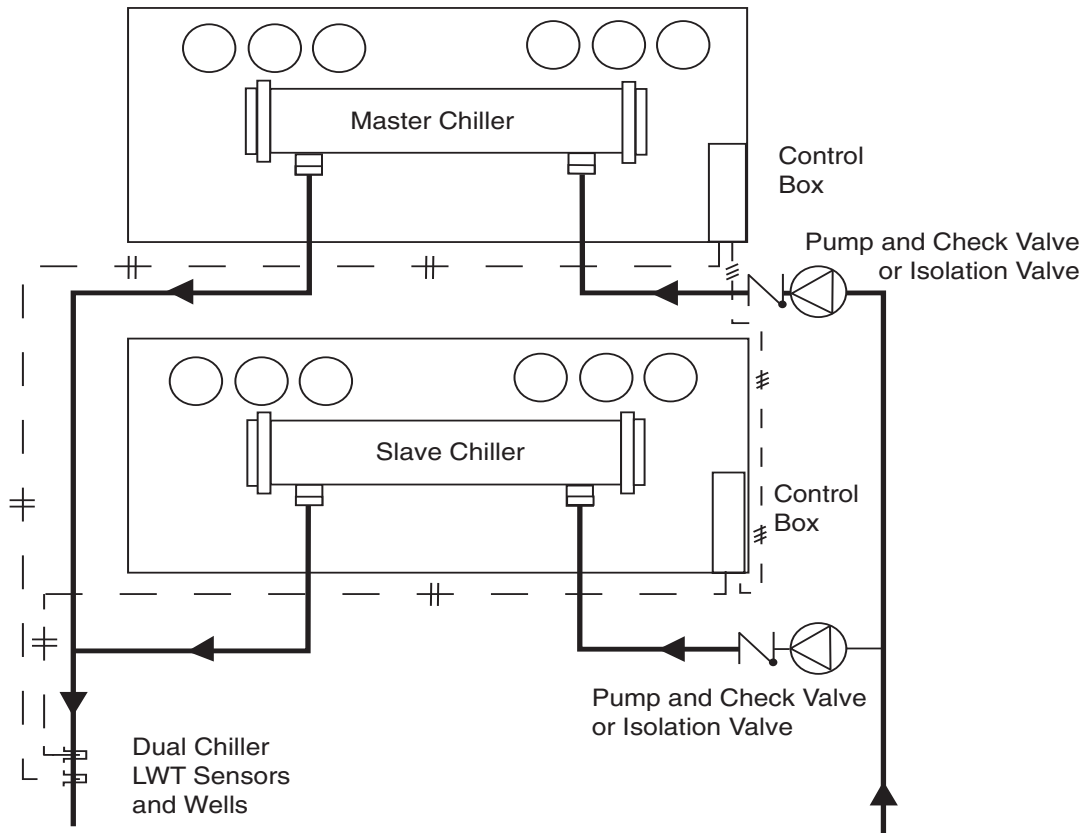 Master Chiller
Control
Box
Pump and Check Valve
or Isolation Valve
Slave Chiller
Control
Box
Pump and Check Valve
or Isolation Valve
Dual Chiller
LWT Sensors
and Wells